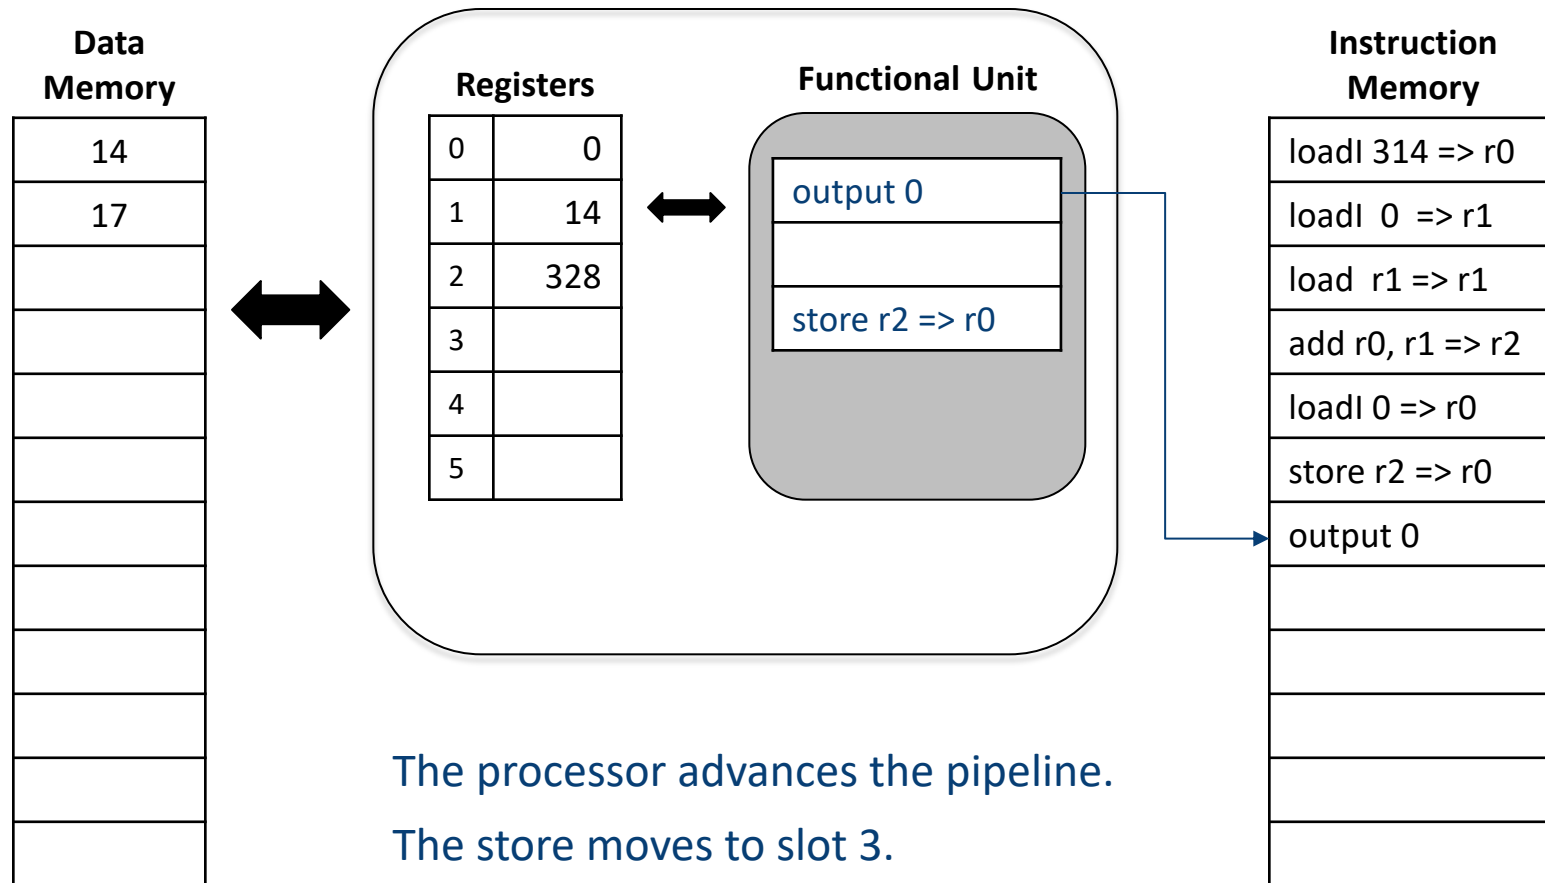 Data
Memory
14
17
Registers
0 0
1 14
2 328
3
4
5
Functional Unit
output 0
store r2 => r0
Instruction
Memory
loadI 314 => r0
loadI 0 => r1
load r1 => r1
add r0, r1 => r2
loadI 0 => r0
store r2 => r0
output 0
The processor advances the pipeline.
The store moves to slot 3.